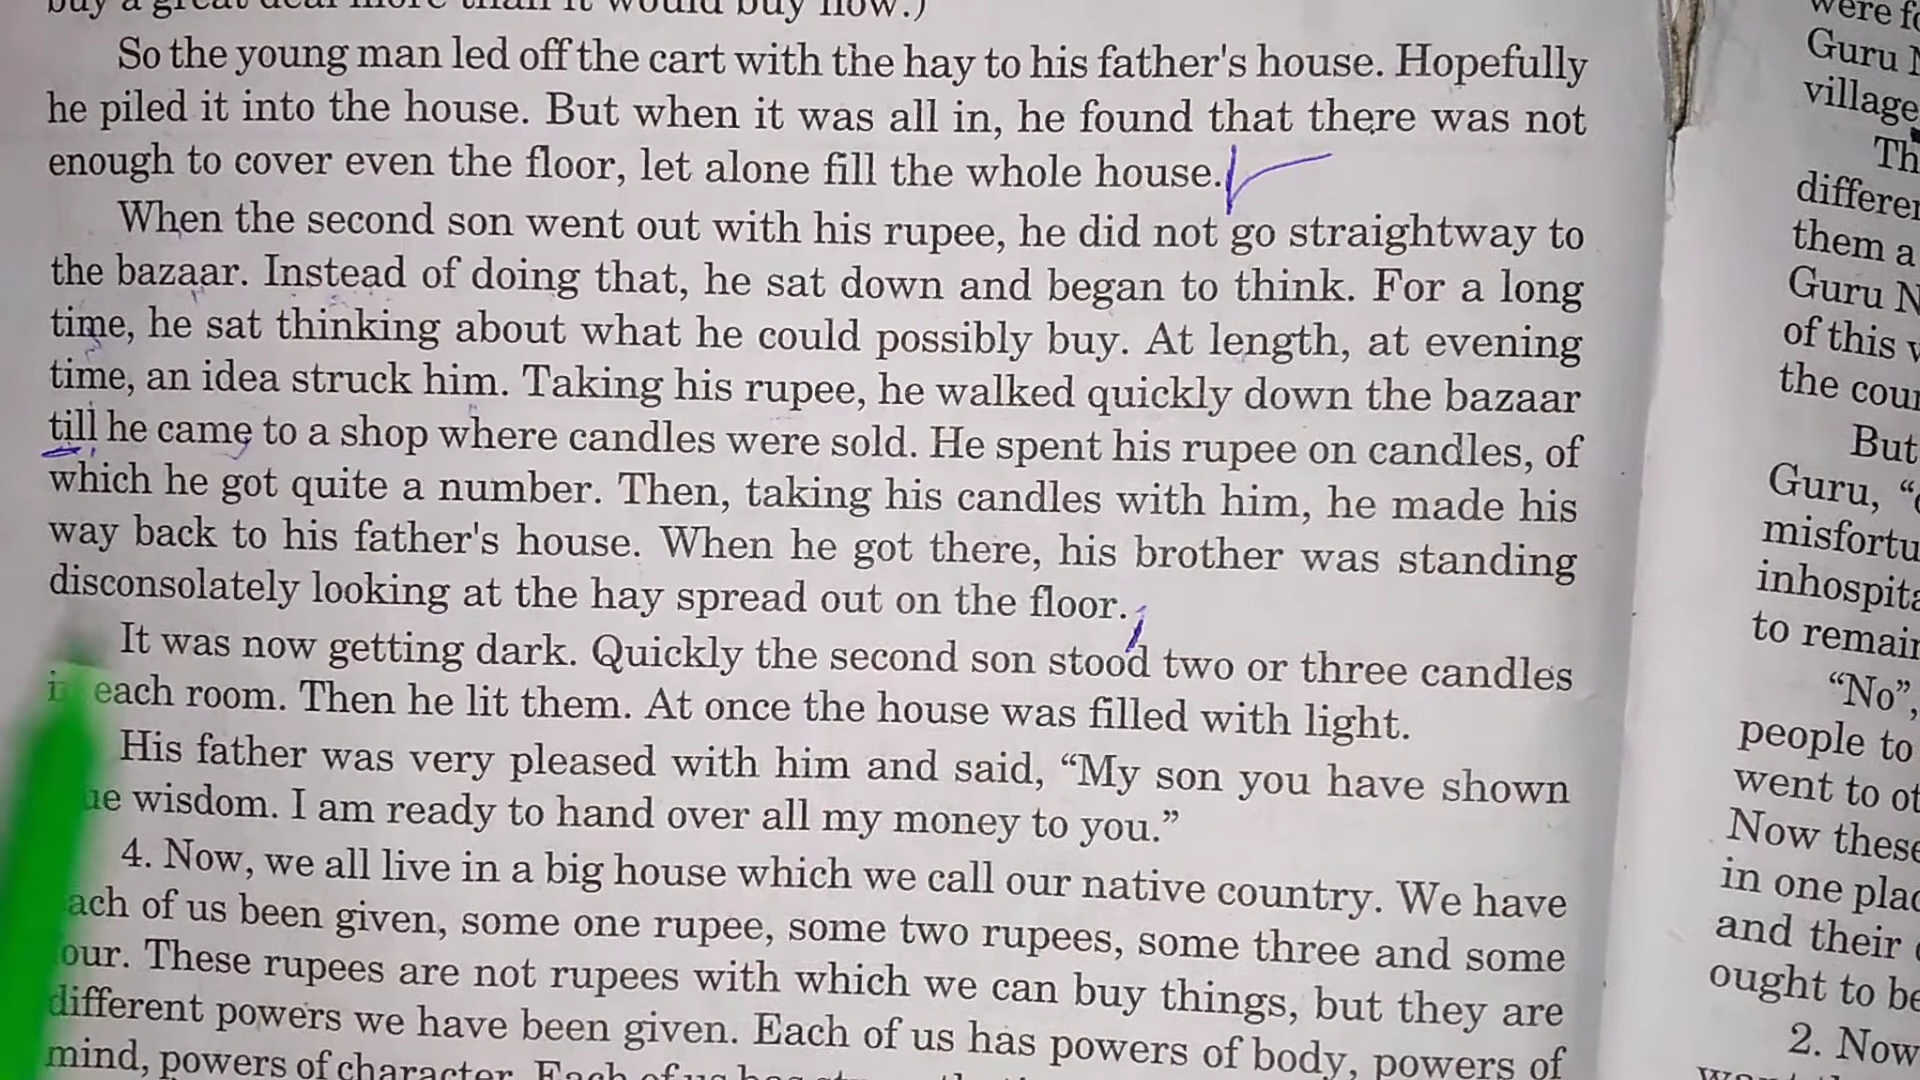 buy a great deal more than it would buy now.)
So the young man led off the cart with the hay to his father's house. Hopefully
he piled it into the house. But when it was all in, he found that there was not
enough to cover even the floor, let alone fill the whole house.
When the second son went out with his rupee, he did not go straightway to
the bazaar. Instead of doing that, he sat down and began to think. For a long
time, he sat thinking about what he could possibly buy. At length, at evening
time, an idea struck him. Taking his rupee, he walked quickly down the bazaar
till he came to a shop where candles were sold. He spent his rupee on candles, of
which he got quite a number. Then, taking his candles with him, he made his
way back to his father's house. When he got there, his brother was standing
disconsolately looking at the hay spread out on the floor.
It was now getting dark. Quickly the second son stood two or three candles
in each room. Then he lit them. At once the house was filled with light.
His father was very pleased with him and said, “My son you have shown
ue wisdom. I am ready to hand over all my money to you.”
4. Now, we all live in a big house which we call our native country. We have
ach of us been given, some one rupee, some two rupees, some three and some
our. These rupees are not rupees with which we can buy things, but they are
different powers we have been given. Each of us has powers of body, powers of
mind, powers of character. Each of us has
were fo
Guru N
village
Th
differen
them a
Guru N
of this v
the cour
But
Guru, “
misfortu
inhospita
to remain
“No”,
people to
went to ot
Now these
in one plac
and their
ought to be
2. Now